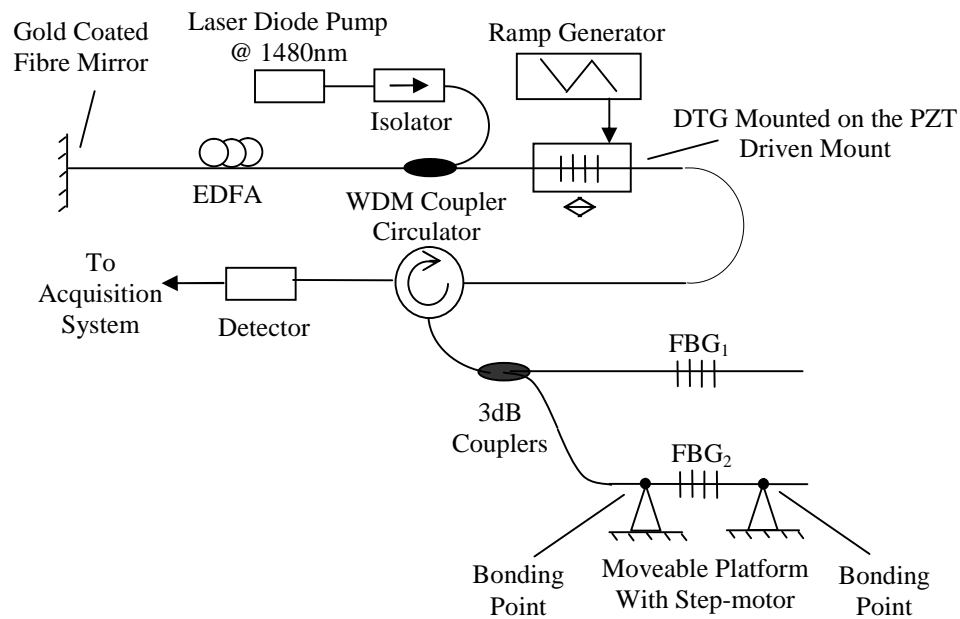 Gold Coated
Fibre Mirror
Laser Diode Pump
@ 1480nm
Ramp Generator
Isolator
DTG Mounted on the PZT
Driven Mount
EDFA
WDM Coupler
Circulator
To
Acquisition
System
Detector
FBG1
3dB
Couplers
FBG2
Bonding
Point
Moveable Platform
With Step-motor
Bonding
Point